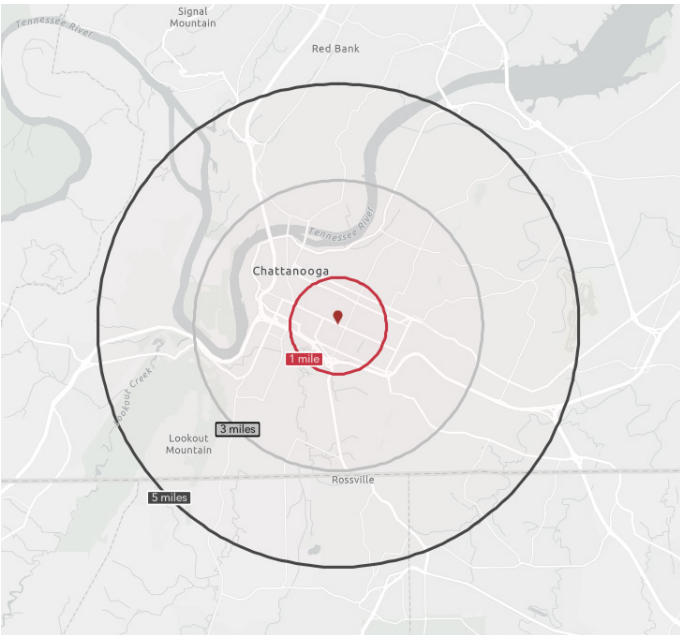 Signal
Mountain
Tennessee River
Red Bank
Tennessee River
Chattanooga
1 mile
Lookout Creek
3 miles
Lookout
Mountain
Rossville
5 miles